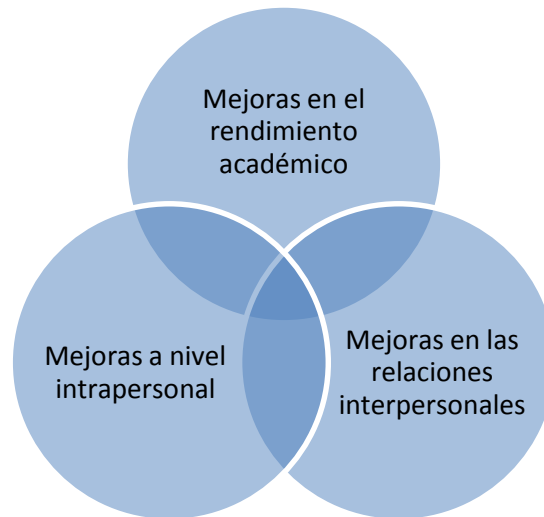 Mejoras en el
rendimiento
académico
Mejoras a nivel
intrapersonal
Mejoras en las
relaciones
interpersonales